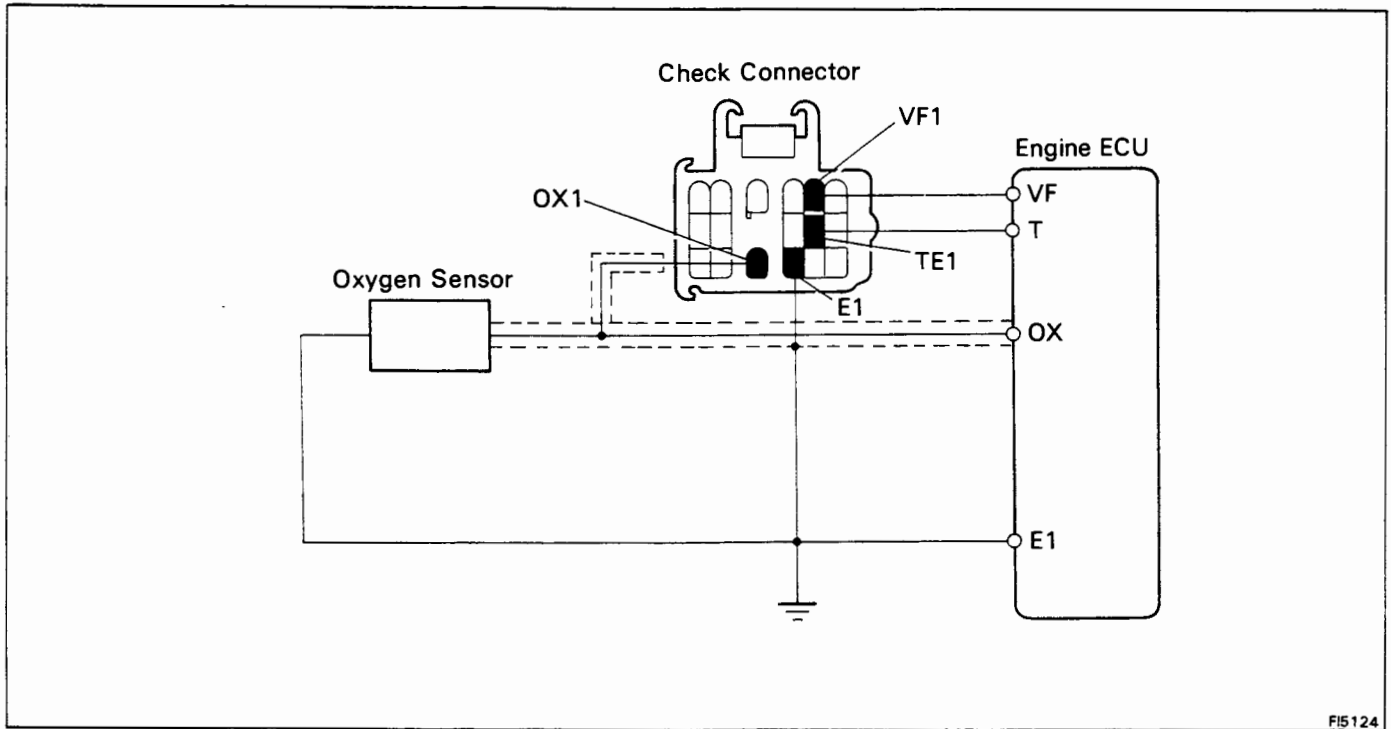 Check Connector
VF1
Engine ECU
OX1
VF
T
TE1
Oxygen Sensor
E1
OX
E1
FI5124